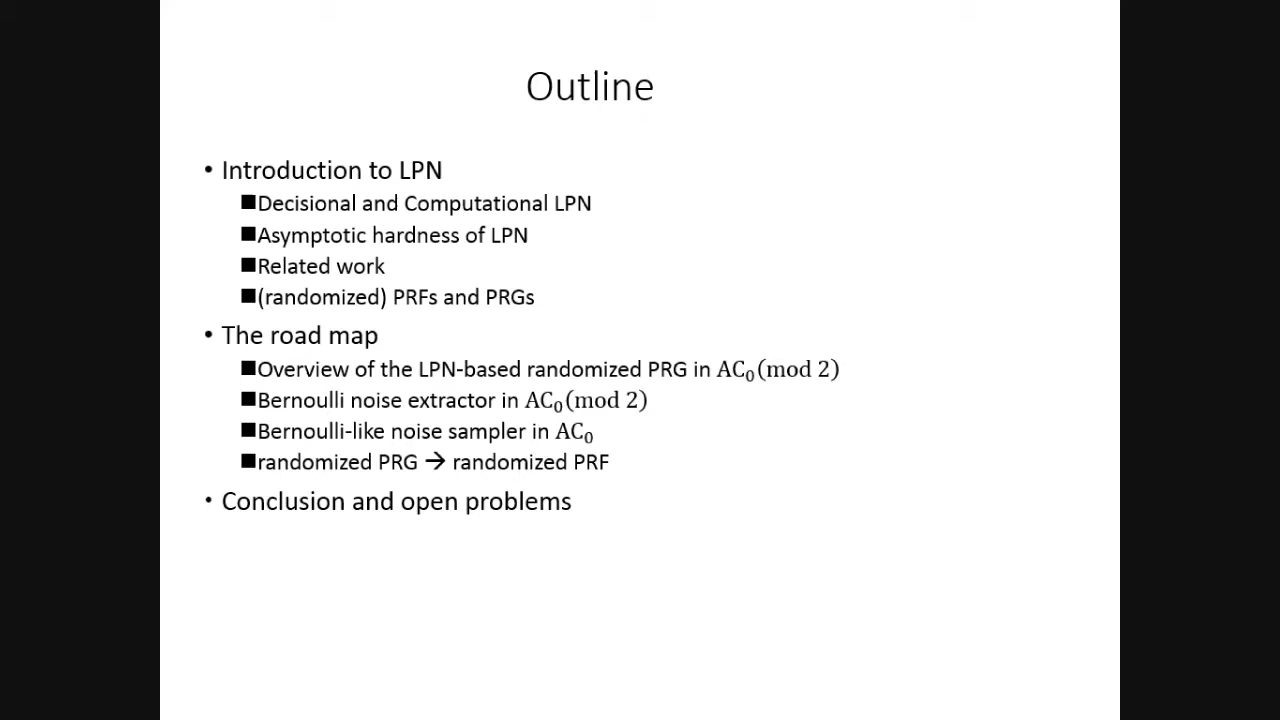 Outline
• Introduction to LPN
■Decisional and Computational LPN
■Asymptotic hardness of LPN
■Related work
■(randomized) PRFs and PRGs
• The road map
■Overview of the LPN-based randomized PRG in AC₀(mod 2)
■Bernoulli noise extractor in AC₀(mod 2)
■Bernoulli-like noise sampler in AC₀
■randomized PRG → randomized PRF
• Conclusion and open problems